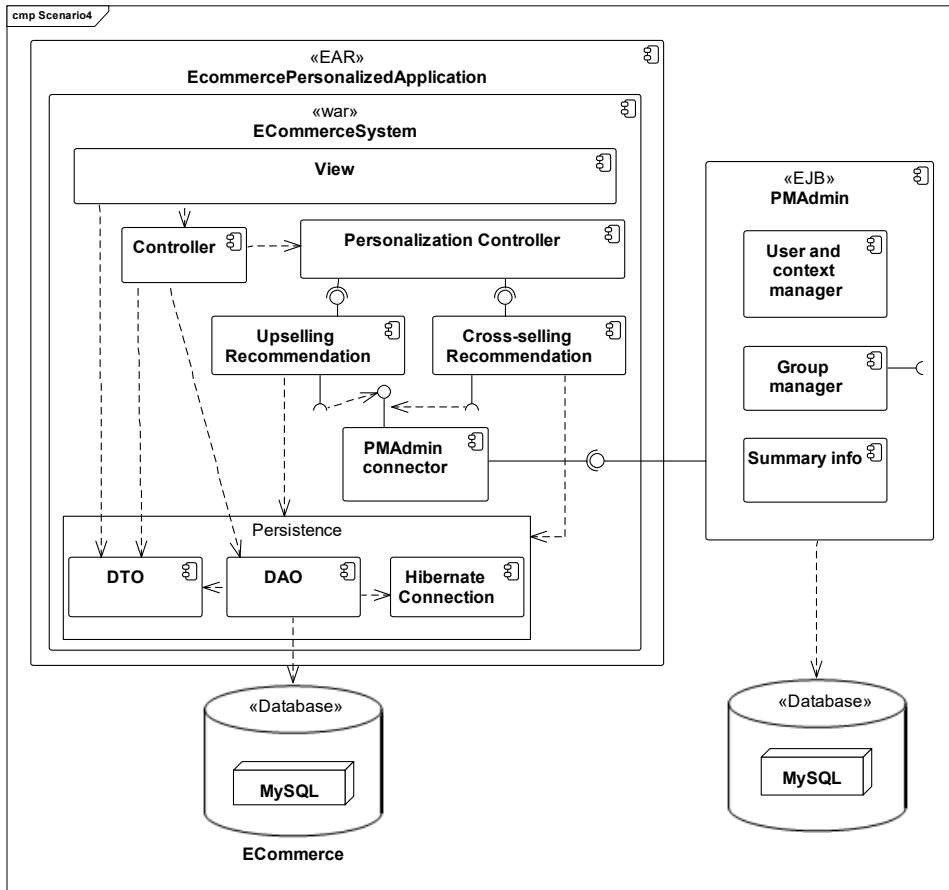 cmp Scenario4
«EAR»
EcommercePersonalizedApplication
«war»
ECommerceSystem
View
Controller
Personalization Controller
Upselling
Recommendation
Cross-selling
Recommendation
PMAdmin
connector
Persistence
DTO
DAO
Hibernate
Connection
«EJB»
PMAdmin
User and
context
manager
Group
manager
Summary info
«Database»
MySQL
ECommerce
«Database»
MySQL